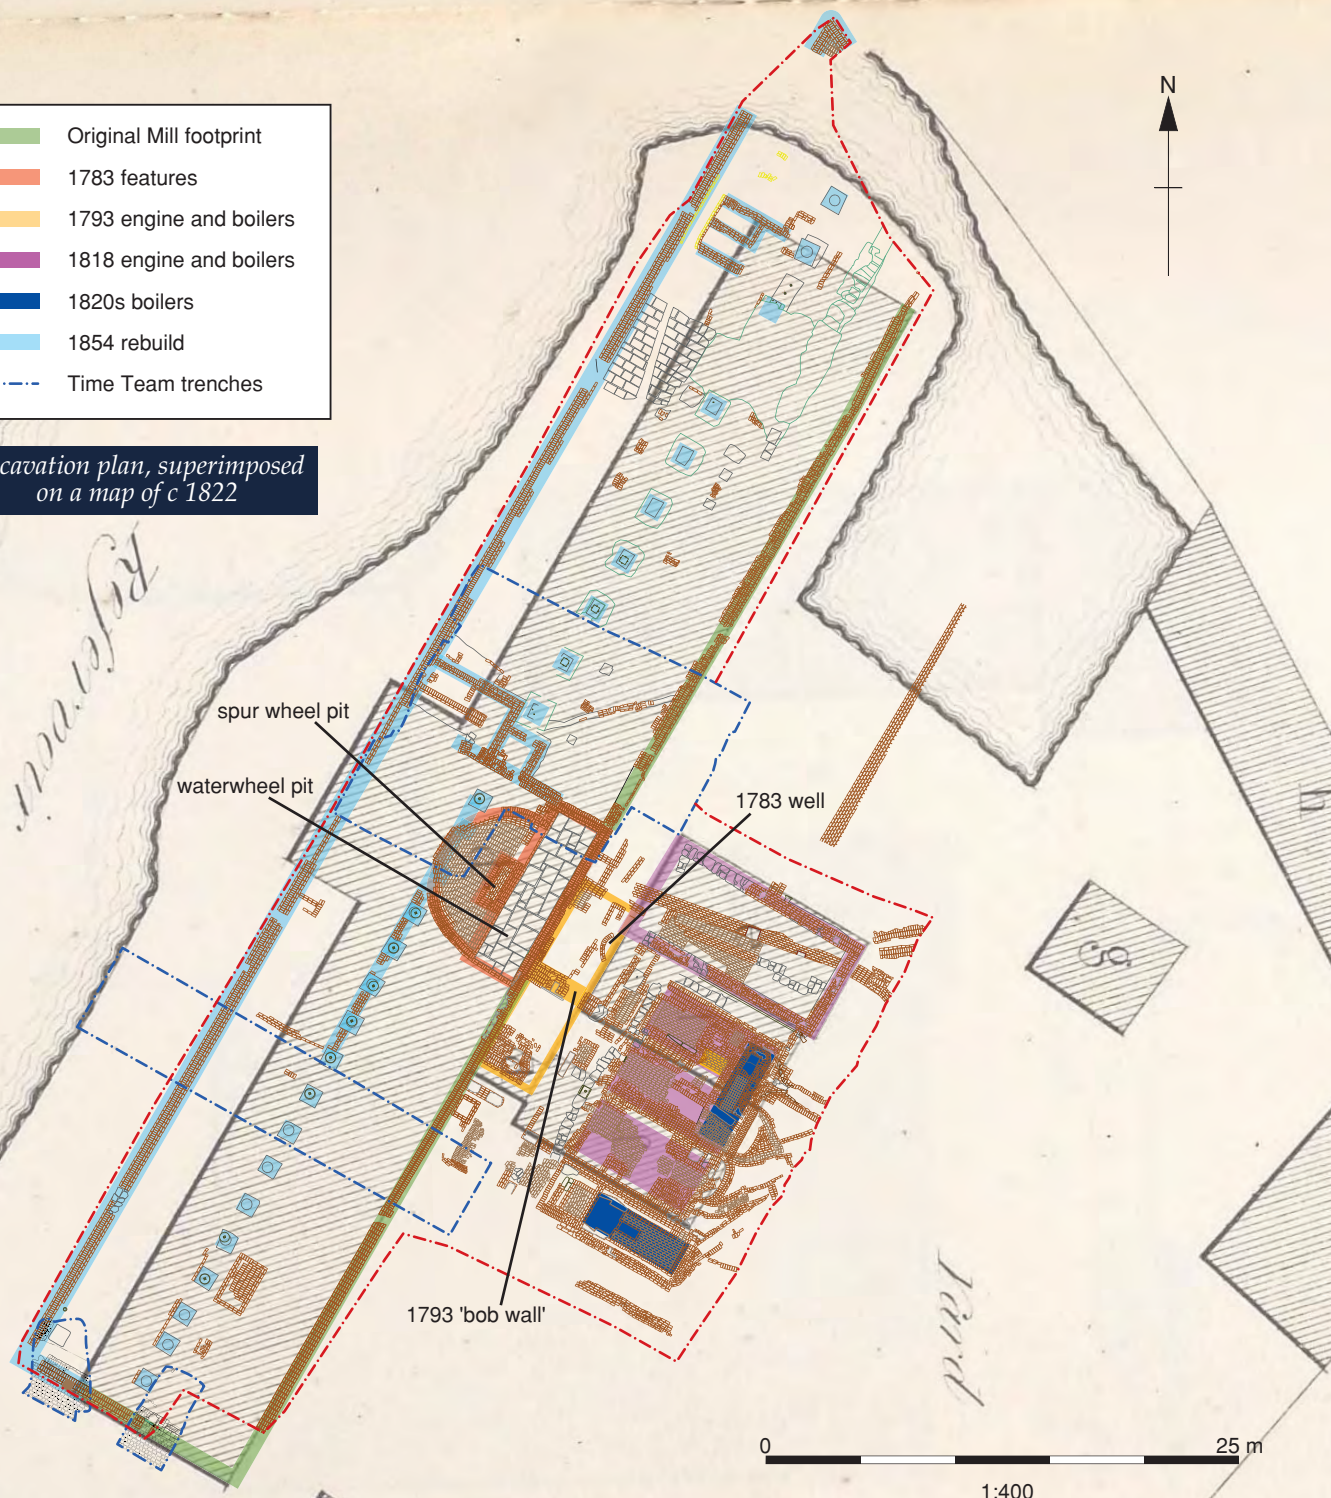 Original Mill footprint
1783 features
1793 engine and boilers
1818 engine and boilers
1820s boilers
1854 rebuild
Time Team trenches
cavation plan, superimposed
on a map of c 1822
N
Reservoir
spur wheel pit
waterwheel pit
1783 well
1793 'bob wall'
Yard
0 25 m
1:400